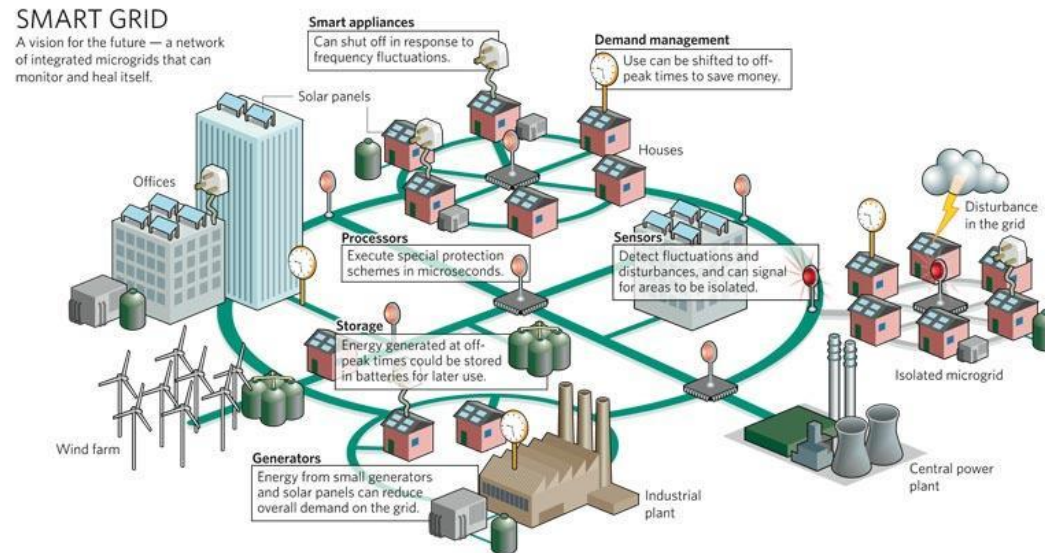 SMART GRID
A vision for the future — a network
of integrated microgrids that can
monitor and heal itself.
Smart appliances
Can shut off in response to
frequency fluctuations.
Demand management
Use can be shifted to off-
peak times to save money.
Solar panels
Houses
Offices
Disturbance
in the grid
Processors
Execute special protection
schemes in microseconds.
Sensors
Detect fluctuations and
disturbances, and can signal
for areas to be isolated.
Storage
Energy generated at off-
peak times could be stored
in batteries for later use.
Isolated microgrid
Wind farm
Generators
Energy from small generators
and solar panels can reduce
overall demand on the grid.
Industrial
plant
Central power
plant